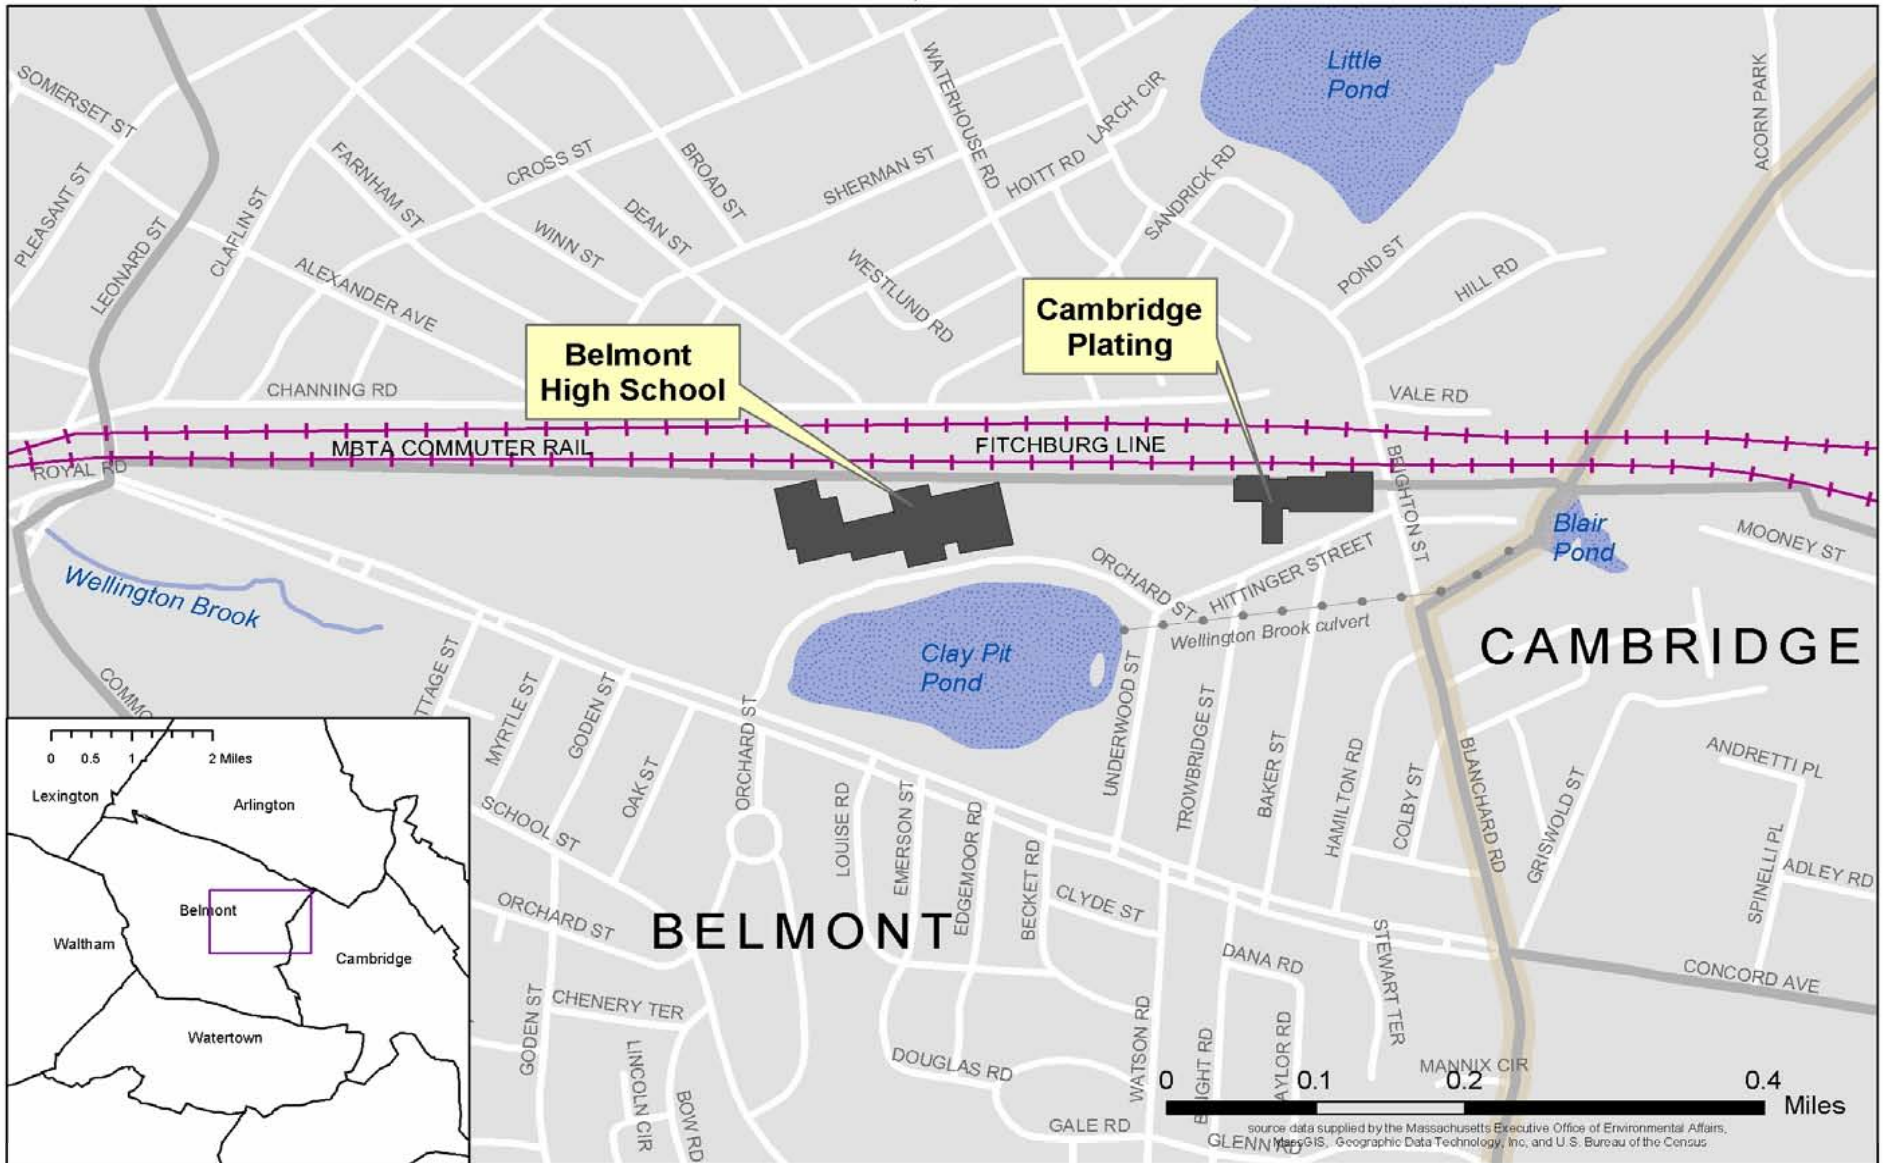 SOMERSET ST
PLEASANT ST
LEONARD ST
CLAFLIN ST
FARNHAM ST
CROSS ST
BROAD ST
WINN ST
DEAN ST
ALEXANDER AVE
SHERMAN ST
WATERHOUSE RD
HOITT RD
LARCH CIR
SANDRICK RD
WESTLUND RD
Little
Pond
ACORN PARK
POND ST
HILL RD
Belmont
High School
Cambridge
Plating
CHANNING RD
VALE RD
MBTA COMMUTER RAIL
FITCHBURG LINE
ROYAL RD
BRIGHTON ST
Wellington Brook
ORCHARD ST
HITTINGER STREET
Wellington Brook culvert
Blair
Pond
MOONEY ST
Clay Pit
Pond
CAMBRIDGE
COMMO
TTAGE ST
MYRTLE ST
GODEN ST
OAK ST
ORCHARD ST
UNDERWOOD ST
TROWBRIDGE ST
BAKER ST
HAMILTON RD
COLBY ST
BLANCHARD RD
GRISWOLD ST
ANDRETTI PL
SPINELLI PL
ADLEY RD
SCHOOL ST
LOUISE RD
EMERSON ST
EDGEMOOR RD
BECKET RD
CLYDE ST
ORCHARD ST
BELMONT
DANA RD
STEWART TER
CONCORD AVE
GODEN ST
CHENERY TER
LINCOLN CIR
BOW RD
DOUGLAS RD
WATSON RD
GALE RD
AYLOR RD
MANNIX CIR
GLENN RD
0 0.5 1 2 Miles
Lexington
Arlington
Belmont
Waltham
Cambridge
Watertown
0 0.1 0.2 0.4
Miles
source data supplied by the Massachusetts Executive Office of Environmental Affairs,
MassGIS, Geographic Data Technology, Inc, and U.S. Bureau of the Census